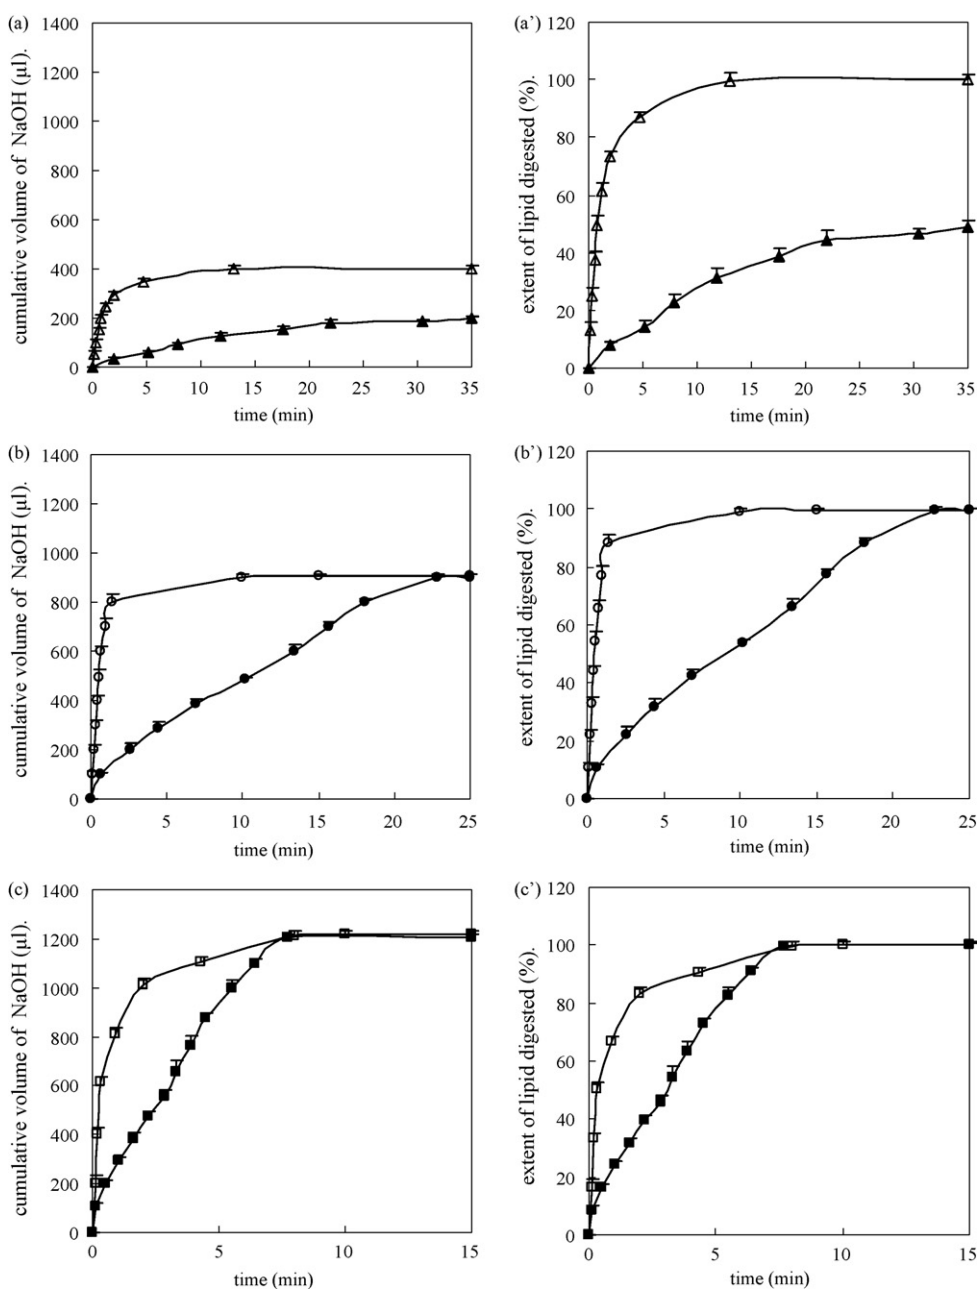 (a)
cumulative volume of NaOH (µl).
1400
1200
1000
800
600
400
200
0
0 5 10 15 20 25 30 35
time (min)
(a’)
extent of lipid digested (%).
120
100
80
60
40
20
0
0 5 10 15 20 25 30 35
time (min)
(b)
cumulative volume of NaOH (µl).
1400
1200
1000
800
600
400
200
0
0 5 10 15 20 25
time (min)
(b’)
extent of lipid digested (%).
120
100
80
60
40
20
0
0 5 10 15 20 25
time (min)
(c)
cumulative volume of NaOH (µl).
1400
1200
1000
800
600
400
200
0
0 5 10 15
time (min)
(c’)
extent of lipid digested (%).
120
100
80
60
40
20
0
0 5 10 15
time (min)